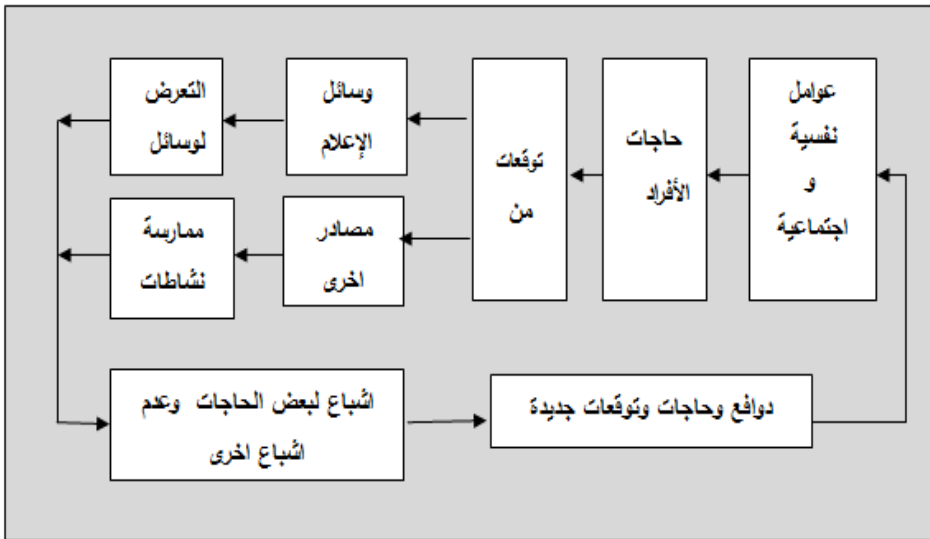 عوامل
نفسية
و
اجتماعية
حاجات
الأفراد
توقعات
من
وسائل
الإعلام
التعرض
لوسائل
مصادر
اخرى
ممارسة
نشاطات
اشباع لبعض الحاجات وعدم
اشباع اخرى
دوافع وحاجات وتوقعات جديدة